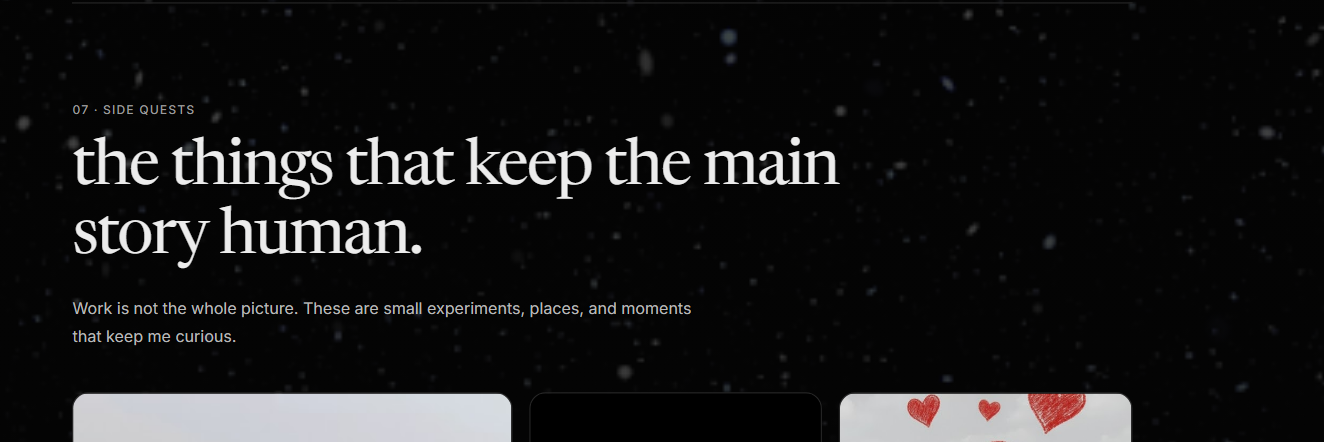 07 · SIDE QUESTS
the things that keep the main
story human.
Work is not the whole picture. These are small experiments, places, and moments
that keep me curious.